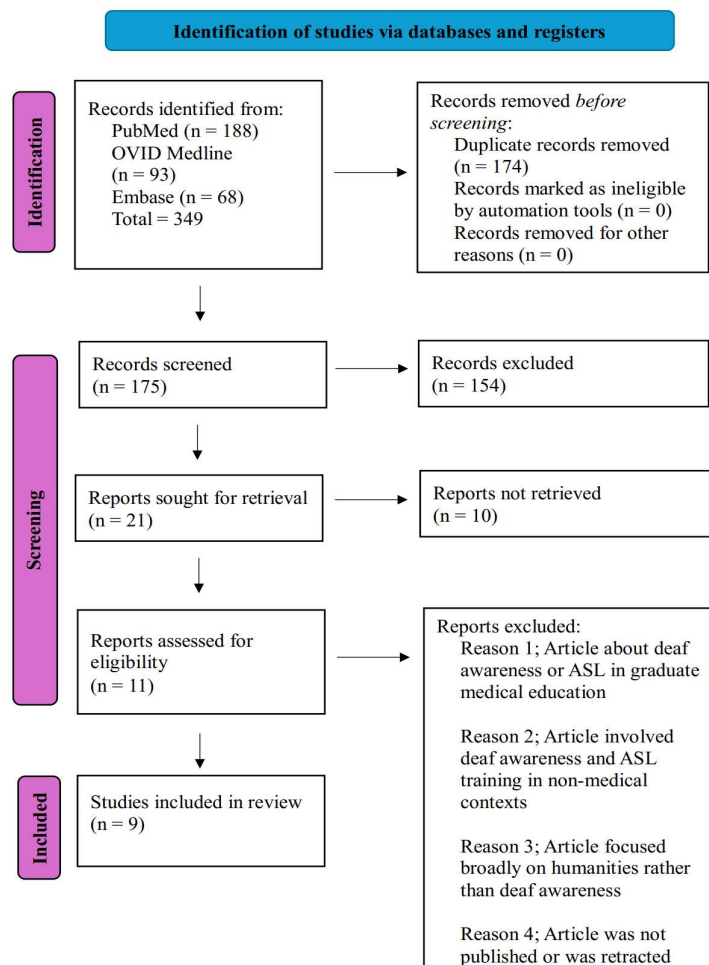 Identification of studies via databases and registers
Identification
Records identified from:
PubMed (n = 188)
OVID Medline
(n = 93)
Embase (n = 68)
Total = 349
Records removed before
screening:
Duplicate records removed
(n = 174)
Records marked as ineligible
by automation tools (n = 0)
Records removed for other
reasons (n = 0)
Screening
Records screened
(n = 175)
Records excluded
(n = 154)
Reports sought for retrieval
(n = 21)
Reports not retrieved
(n = 10)
Reports assessed for
eligibility
(n = 11)
Reports excluded:
Reason 1; Article about deaf
awareness or ASL in graduate
medical education
Reason 2; Article involved
deaf awareness and ASL
training in non-medical
contexts
Reason 3; Article focused
broadly on humanities rather
than deaf awareness
Reason 4; Article was not
published or was retracted
Included
Studies included in review
(n = 9)